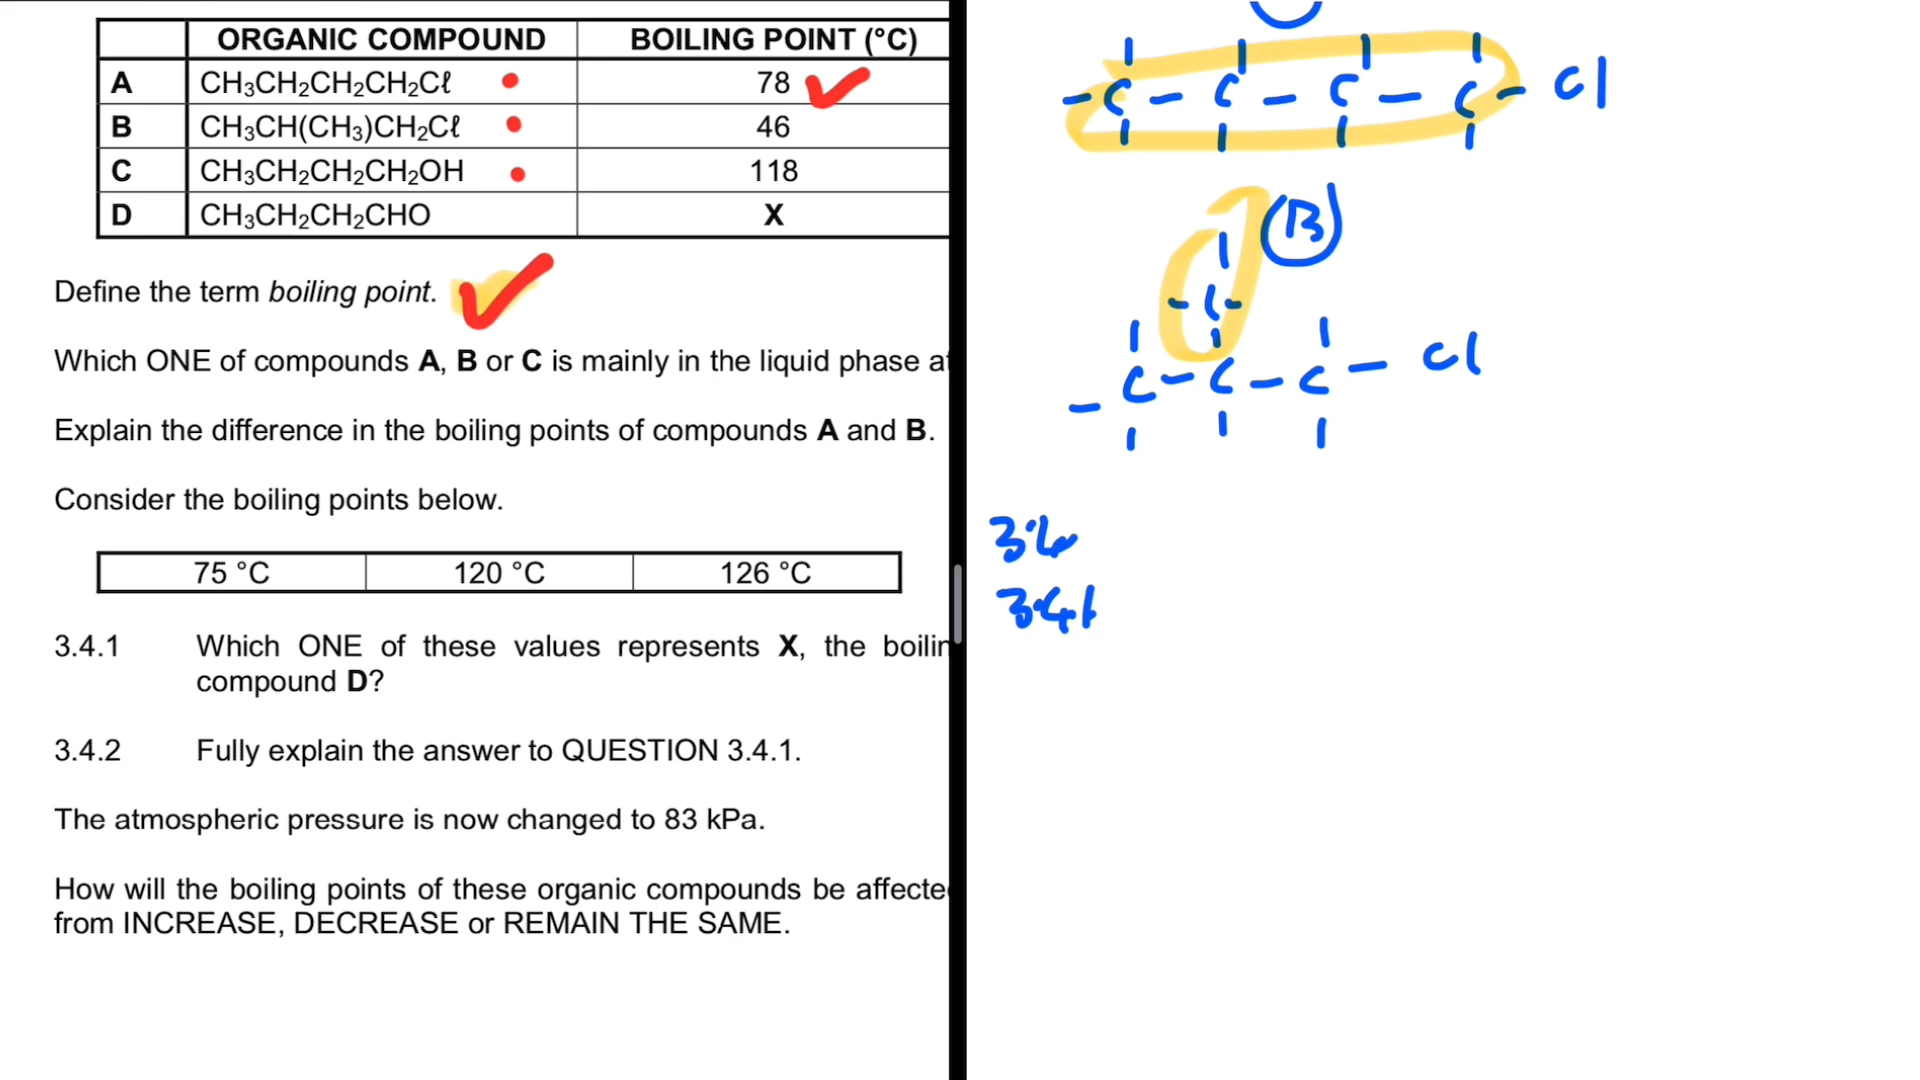 ORGANIC COMPOUND BOILING POINT (°C)
A CH₃CH₂CH₂CH₂Cℓ 78
B CH₃CH(CH₃)CH₂Cℓ 46
C CH₃CH₂CH₂CH₂OH 118
D CH₃CH₂CH₂CHO X
Define the term boiling point.
Which ONE of compounds A, B or C is mainly in the liquid phase a
Explain the difference in the boiling points of compounds A and B.
Consider the boiling points below.
75 °C 120 °C 126 °C
3.4.1 Which ONE of these values represents X, the boilin
compound D?
3.4.2 Fully explain the answer to QUESTION 3.4.1.
The atmospheric pressure is now changed to 83 kPa.
How will the boiling points of these organic compounds be affecte
from INCREASE, DECREASE or REMAIN THE SAME.
- C - C - C - C - Cl
B
- C -
- C - C - C - Cl
3.4
3.4.1